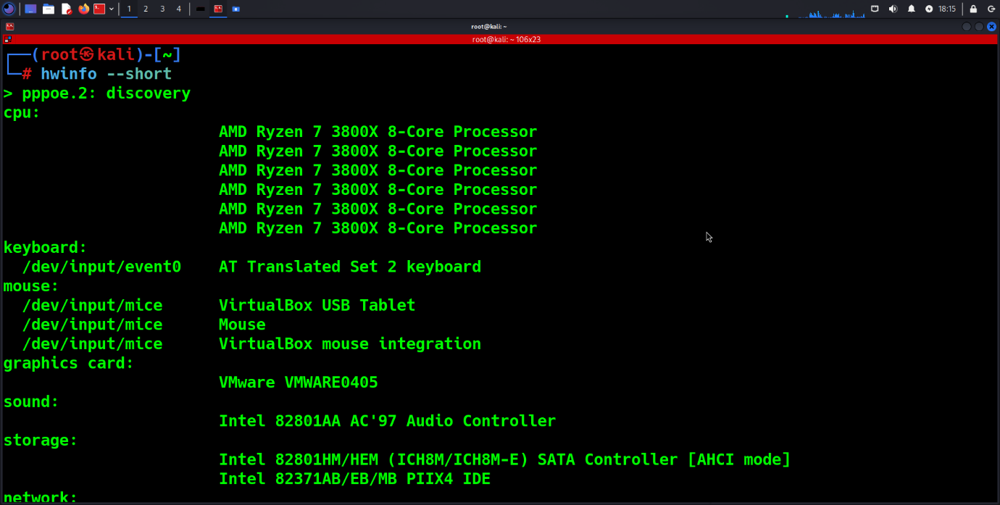 1 2 3 4 18:15
root@kali: ~
root@kali: ~ 106x23
┌──(root㉿kali)-[~]
└─# hwinfo --short
> pppoe.2: discovery
cpu:
AMD Ryzen 7 3800X 8-Core Processor
AMD Ryzen 7 3800X 8-Core Processor
AMD Ryzen 7 3800X 8-Core Processor
AMD Ryzen 7 3800X 8-Core Processor
AMD Ryzen 7 3800X 8-Core Processor
AMD Ryzen 7 3800X 8-Core Processor
keyboard:
/dev/input/event0 AT Translated Set 2 keyboard
mouse:
/dev/input/mice VirtualBox USB Tablet
/dev/input/mice Mouse
/dev/input/mice VirtualBox mouse integration
graphics card:
VMware VMWARE0405
sound:
Intel 82801AA AC'97 Audio Controller
storage:
Intel 82801HM/HEM (ICH8M/ICH8M-E) SATA Controller [AHCI mode]
Intel 82371AB/EB/MB PIIX4 IDE
network: